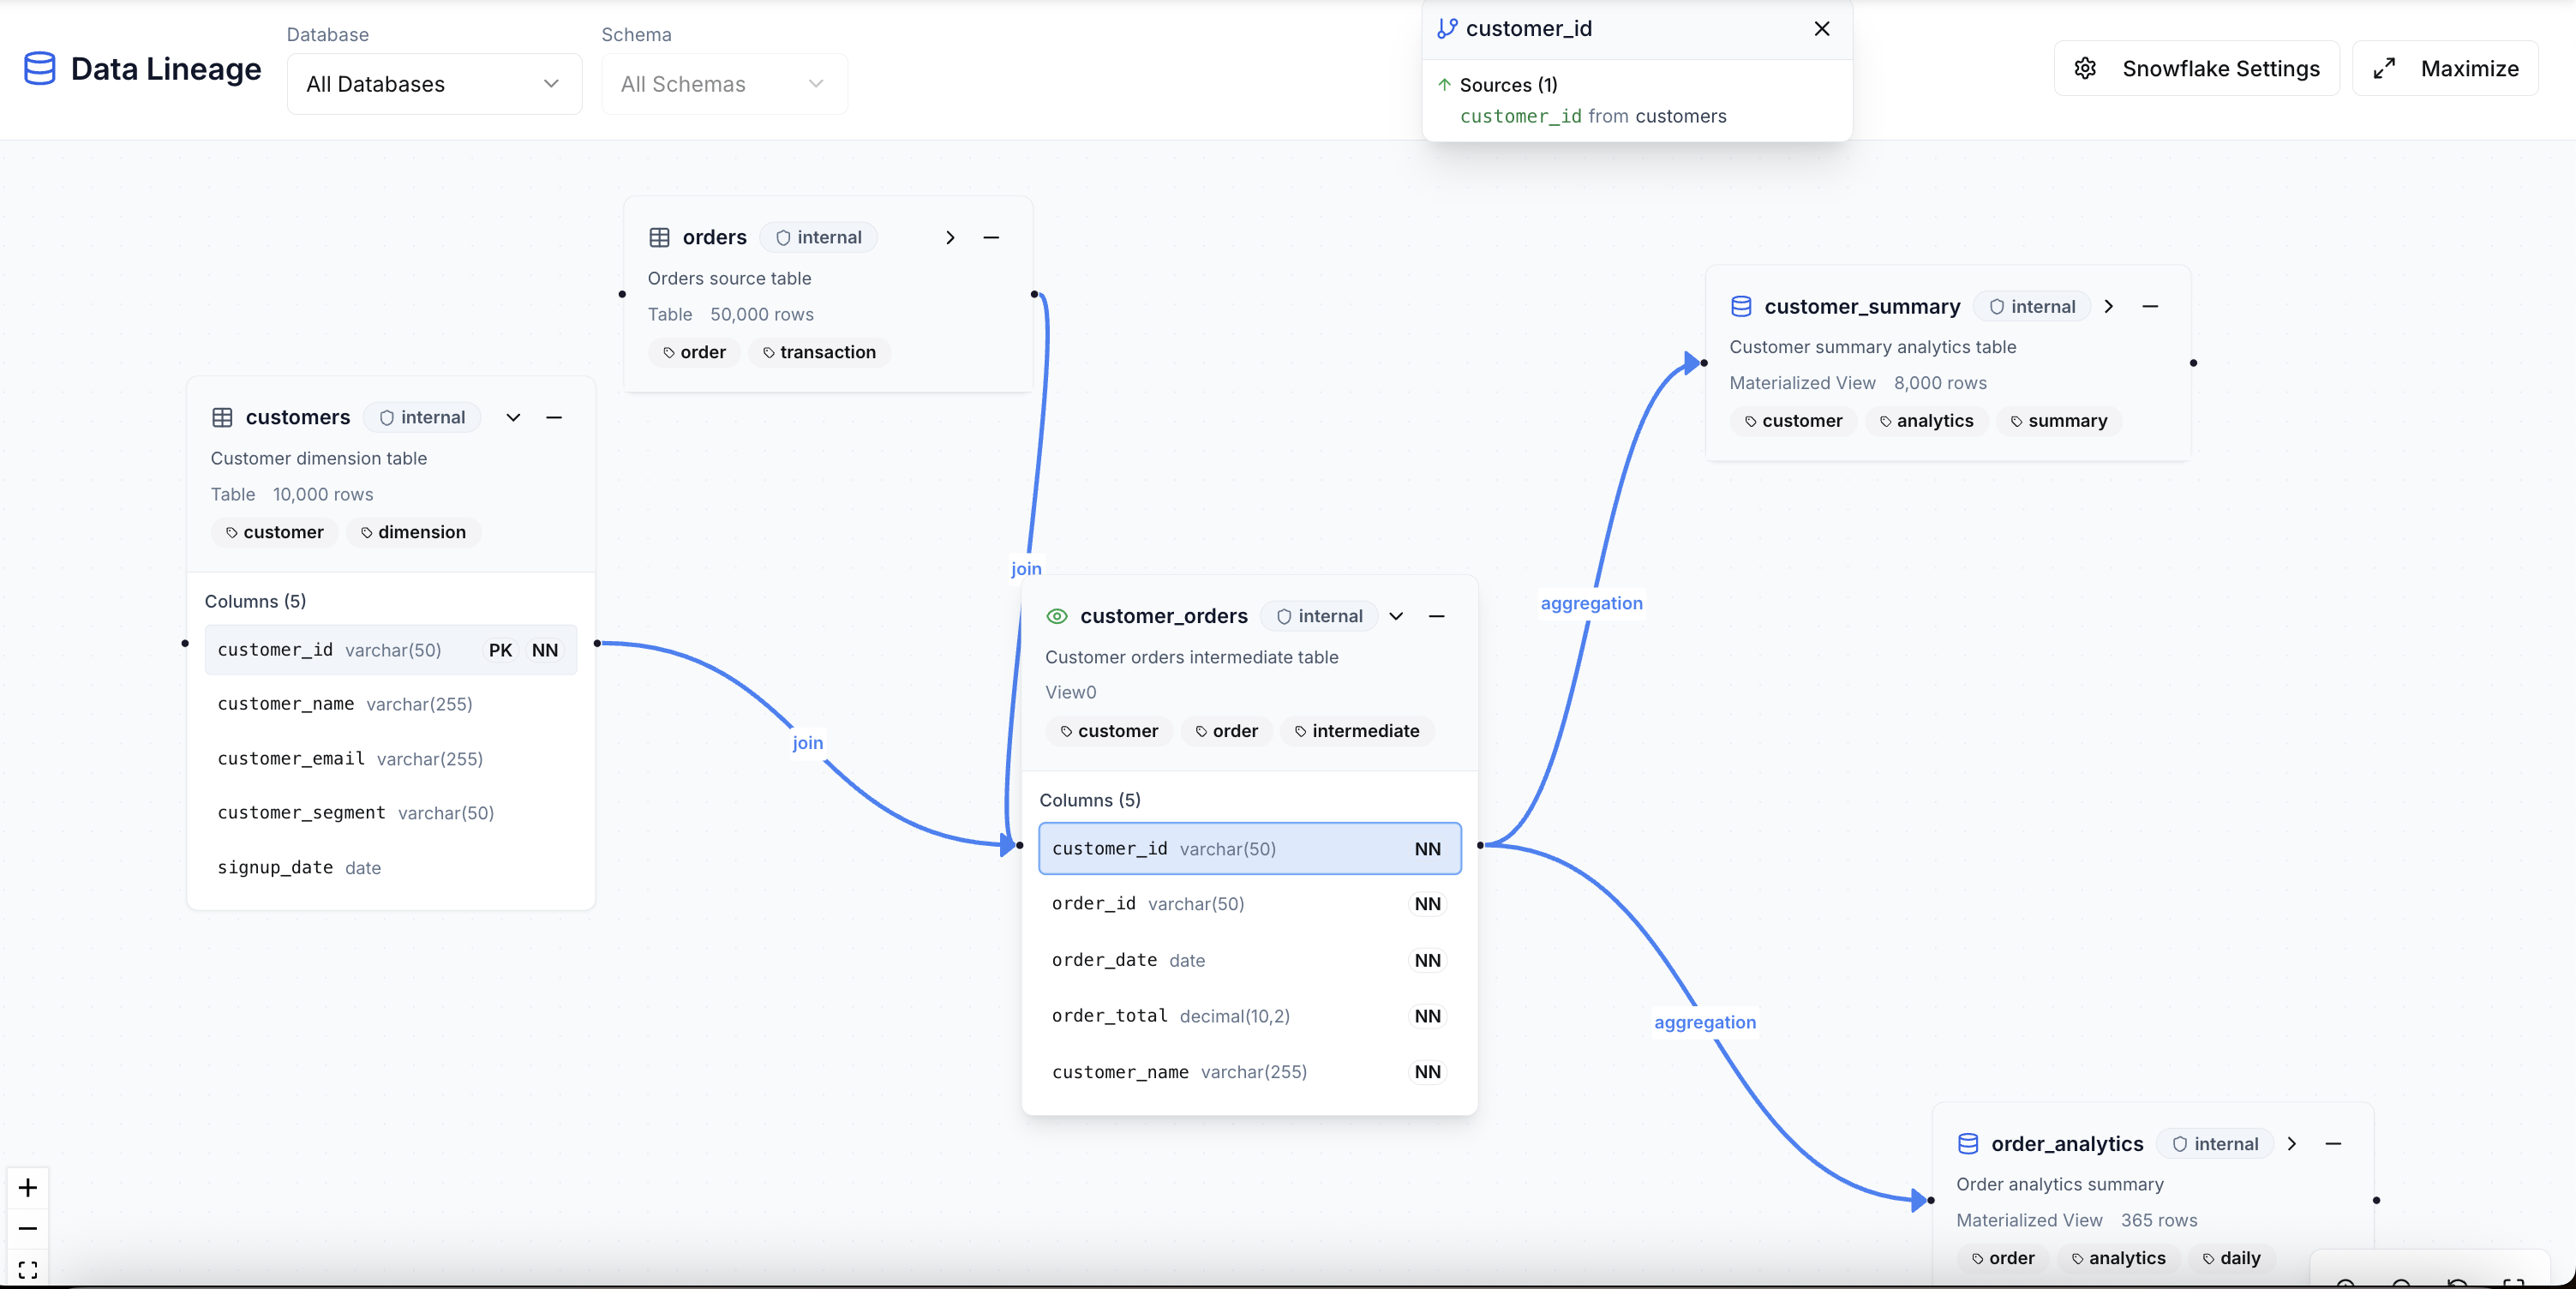 Data Lineage
Database
All Databases
Schema
All Schemas
customer_id
Sources (1)
customer_id from customers
Snowflake Settings
Maximize
orders internal
Orders source table
Table 50,000 rows
order transaction
customer_summary internal
Customer summary analytics table
Materialized View 8,000 rows
customer analytics summary
customers internal
Customer dimension table
Table 10,000 rows
customer dimension
Columns (5)
customer_id varchar(50) PK NN
customer_name varchar(255)
customer_email varchar(255)
customer_segment varchar(50)
signup_date date
join
join
aggregation
customer_orders internal
Customer orders intermediate table
View0
customer order intermediate
Columns (5)
customer_id varchar(50) NN
order_id varchar(50) NN
order_date date NN
order_total decimal(10,2) NN
customer_name varchar(255) NN
aggregation
order_analytics internal
Order analytics summary
Materialized View 365 rows
order analytics daily